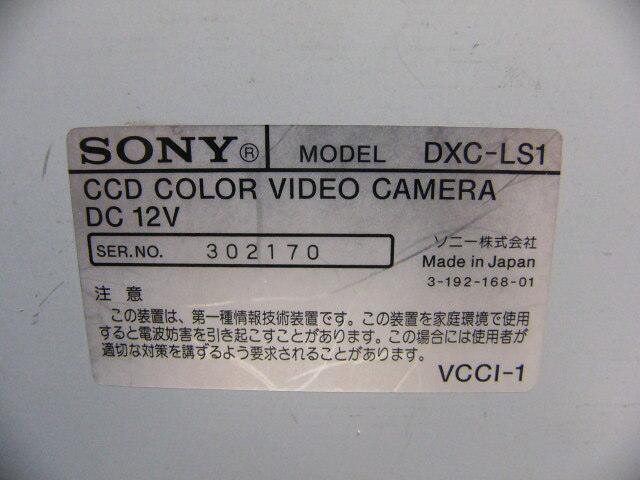 SONY® MODEL DXC-LS1
CCD COLOR VIDEO CAMERA
DC 12V
SER.NO. 302170
ソニー株式会社
Made in Japan
3-192-168-01
注 意
この装置は、第一種情報技術装置です。この装置を家庭環境で使用
すると電波妨害を引き起こすことがあります。この場合には使用者が
適切な対策を講ずるよう要求されることがあります。
VCCI-1